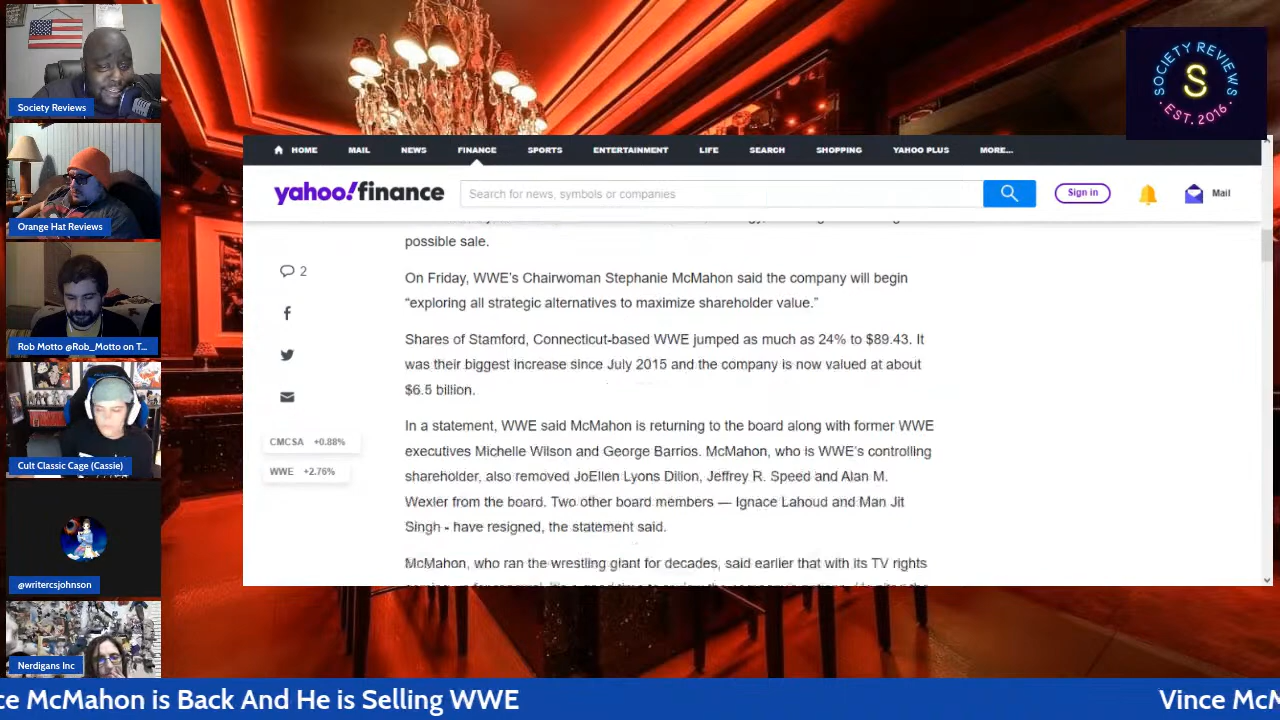 Society Reviews
Orange Hat Reviews
Rob Motto @Rob_Motto on T...
Cult Classic Cage (Cassie)
@writercsjohnson
Nerdigans Inc
SOCIETY REVIEWS
S
· EST. 2016 ·
HOME MAIL NEWS FINANCE SPORTS ENTERTAINMENT LIFE SEARCH SHOPPING YAHOO PLUS MORE...
yahoo!finance
Search for news, symbols or companies
Sign in
Mail
2
CMCSA +0.88%
WWE +2.76%
possible sale.
On Friday, WWE's Chairwoman Stephanie McMahon said the company will begin
“exploring all strategic alternatives to maximize shareholder value.”
Shares of Stamford, Connecticut-based WWE jumped as much as 24% to $89.43. It
was their biggest increase since July 2015 and the company is now valued at about
$6.5 billion.
In a statement, WWE said McMahon is returning to the board along with former WWE
executives Michelle Wilson and George Barrios. McMahon, who is WWE's controlling
shareholder, also removed JoEllen Lyons Dillon, Jeffrey R. Speed and Alan M.
Wexler from the board. Two other board members — Ignace Lahoud and Man Jit
Singh - have resigned, the statement said.
McMahon, who ran the wrestling giant for decades, said earlier that with its TV rights
ce McMahon is Back And He is Selling WWE
Vince McM